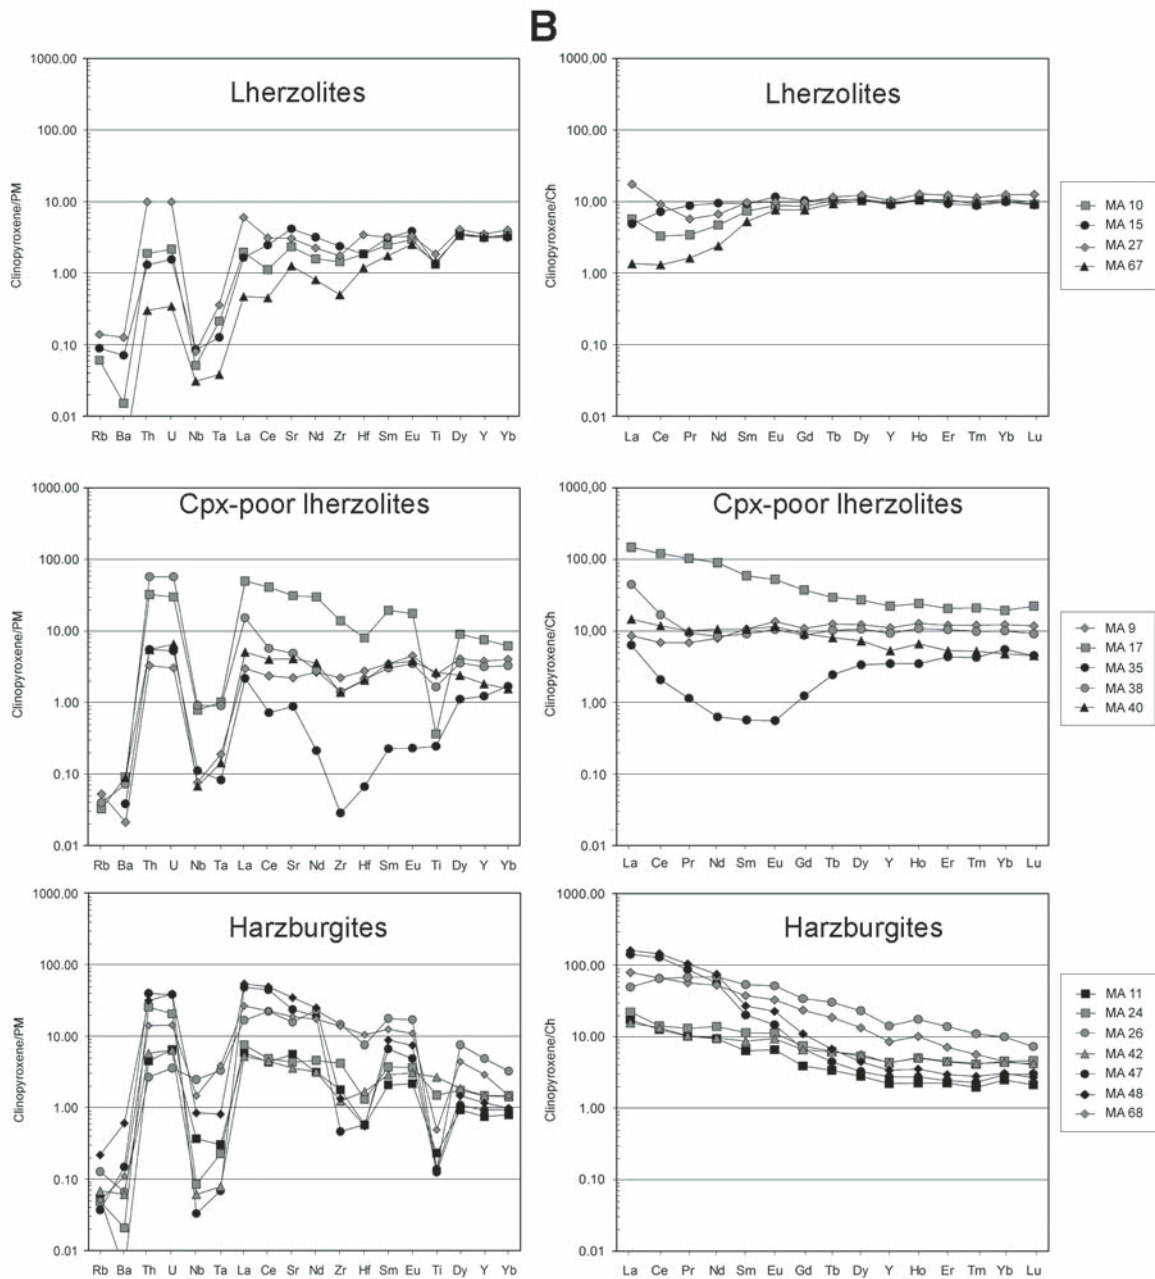 B
Lherzolites
Clinopyroxene/PM
1000.00
100.00
10.00
1.00
0.10
0.01
Rb Ba Th U Nb Ta La Ce Sr Nd Zr Hf Sm Eu Ti Dy Y Yb
Lherzolites
Clinopyroxene/Ch
1000,00
100.00
10.00
1.00
0.10
0.01
La Ce Pr Nd Sm Eu Gd Tb Dy Y Ho Er Tm Yb Lu
MA 10
MA 15
MA 27
MA 67
Cpx-poor lherzolites
Clinopyroxene/PM
1000.00
100.00
10.00
1.00
0.10
0.01
Rb Ba Th U Nb Ta La Ce Sr Nd Zr Hf Sm Eu Ti Dy Y Yb
Cpx-poor lherzolites
Clinopyroxene/Ch
1000,00
100,00
10,00
1,00
0.10
0.01
La Ce Pr Nd Sm Eu Gd Tb Dy Y Ho Er Tm Yb Lu
MA 9
MA 17
MA 35
MA 38
MA 40
Harzburgites
Clinopyroxene/PM
1000.00
100.00
10.00
1.00
0.10
0.01
Rb Ba Th U Nb Ta La Ce Sr Nd Zr Hf Sm Eu Ti Dy Y Yb
Harzburgites
Clinopyroxene/Ch
1000.00
100.00
10.00
1.00
0.10
0.01
La Ce Pr Nd Sm Eu Gd Tb Dy Y Ho Er Tm Yb Lu
MA 11
MA 24
MA 26
MA 42
MA 47
MA 48
MA 68